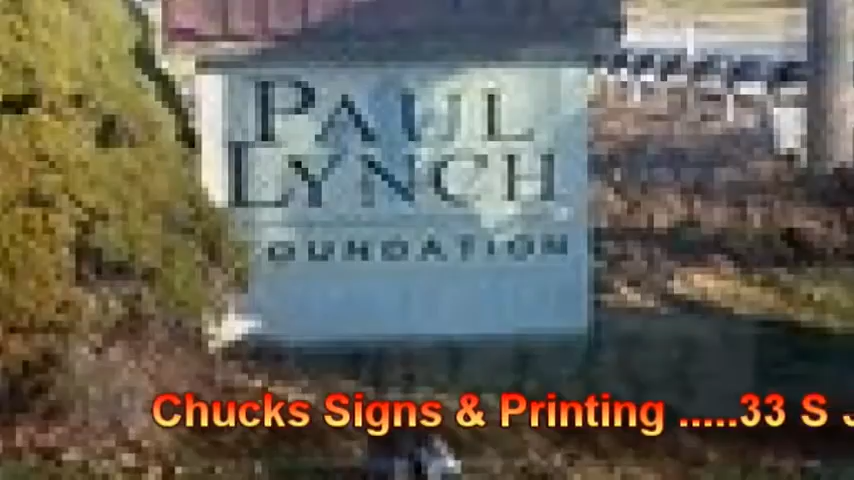 PAUL
LYNCH
FOUNDATION
Chucks Signs & Printing .....33 S J